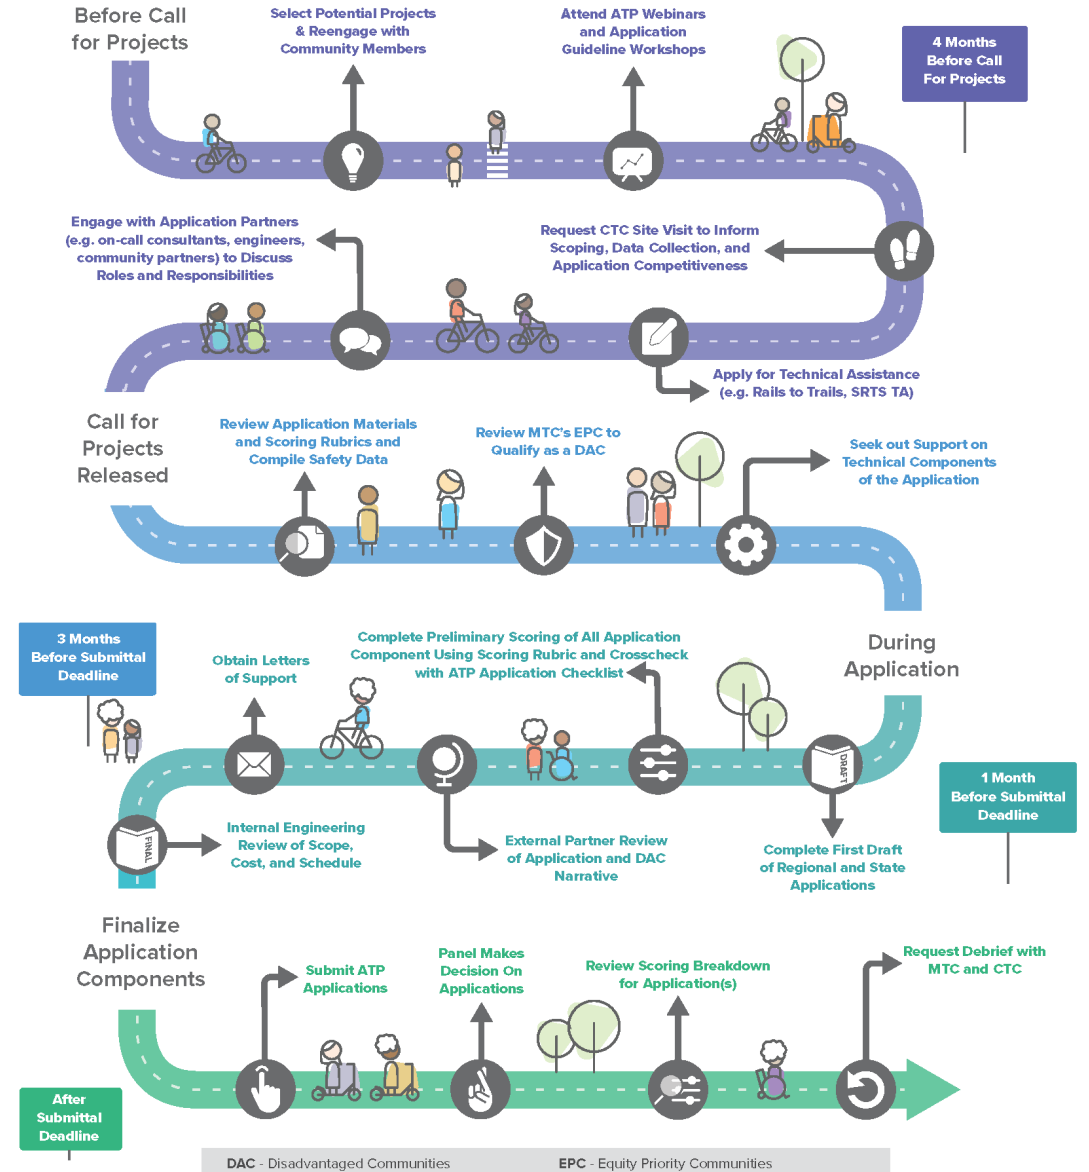 Before Call
for Projects
Select Potential Projects
& Reengage with
Community Members
Attend ATP Webinars
and Application
Guideline Workshops
4 Months
Before Call
For Projects
Engage with Application Partners
(e.g. on-call consultants, engineers,
community partners) to Discuss
Roles and Responsibilities
Request CTC Site Visit to Inform
Scoping, Data Collection, and
Application Competitiveness
Apply for Technical Assistance
(e.g. Rails to Trails, SRTS TA)
Call for
Projects
Released
Review Application Materials
and Scoring Rubrics and
Compile Safety Data
Review MTC's EPC to
Qualify as a DAC
Seek out Support on
Technical Components
of the Application
3 Months
Before Submittal
Deadline
During
Application
Obtain Letters
of Support
Complete Preliminary Scoring of All Application
Component Using Scoring Rubric and Crosscheck
with ATP Application Checklist
DRAFT
1 Month
Before Submittal
Deadline
FINAL
Internal Engineering
Review of Scope,
Cost, and Schedule
External Partner Review
of Application and DAC
Narrative
Complete First Draft
of Regional and State
Applications
Finalize
Application
Components
Submit ATP
Applications
Panel Makes
Decision On
Applications
Review Scoring Breakdown
for Application(s)
Request Debrief with
MTC and CTC
After
Submittal
Deadline
DAC - Disadvantaged Communities
EPC - Equity Priority Communities